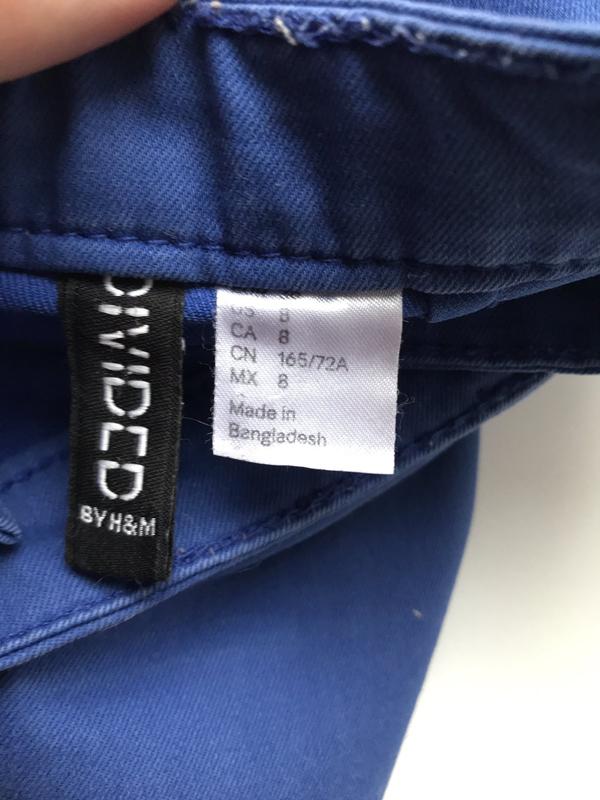 DIVIDED
BY H&M
US 8
CA 8
CN 165/72A
MX 8
Made in
Bangladesh